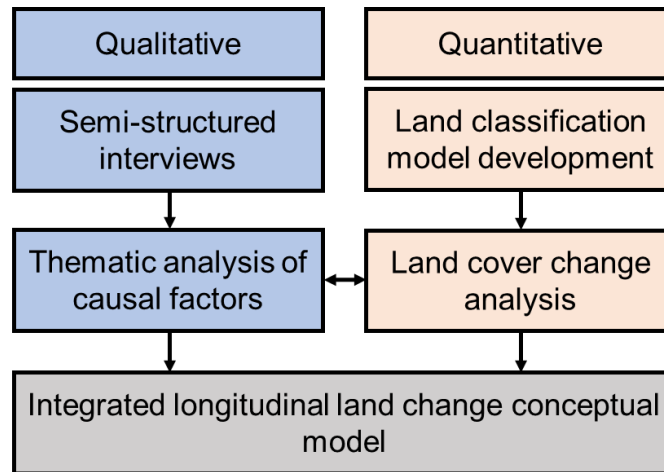 Qualitative
Quantitative
Semi-structured
interviews
Land classification
model development
Thematic analysis of
causal factors
Land cover change
analysis
Integrated longitudinal land change conceptual
model